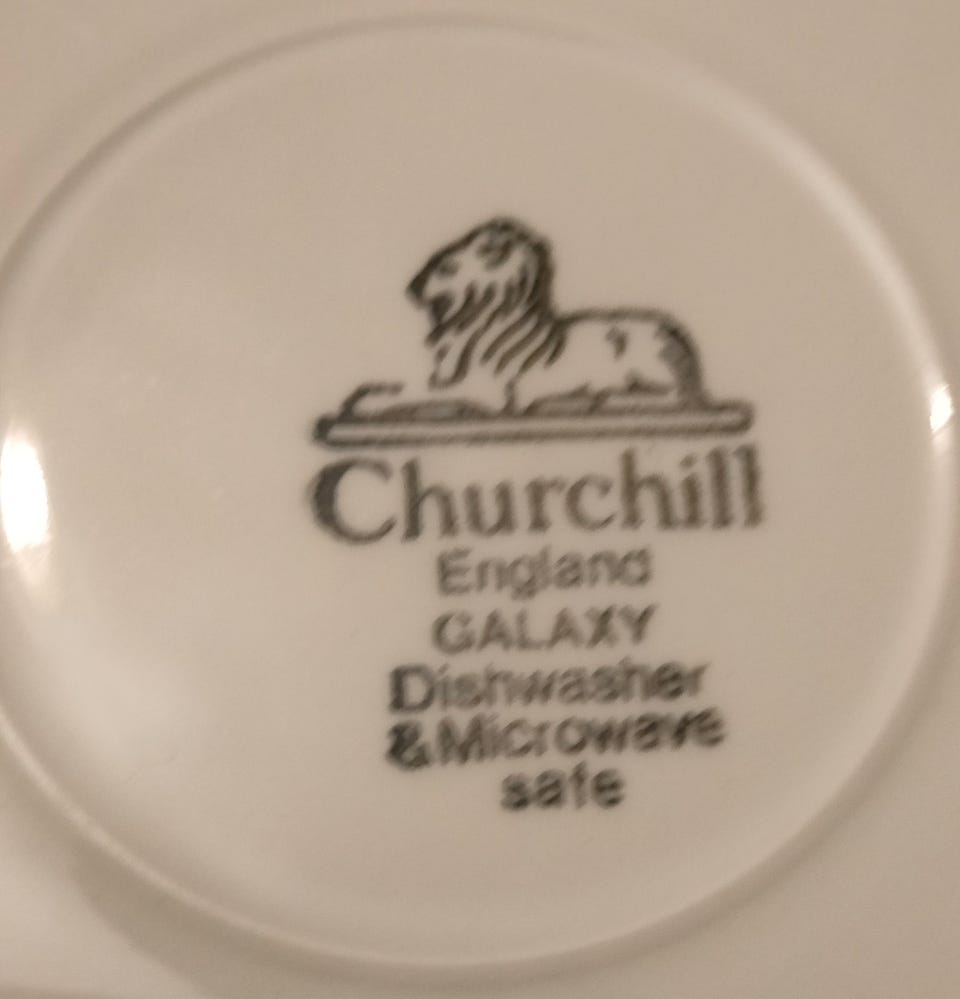 Churchill
England
GALAXY
Dishwasher
&Microwave
safe